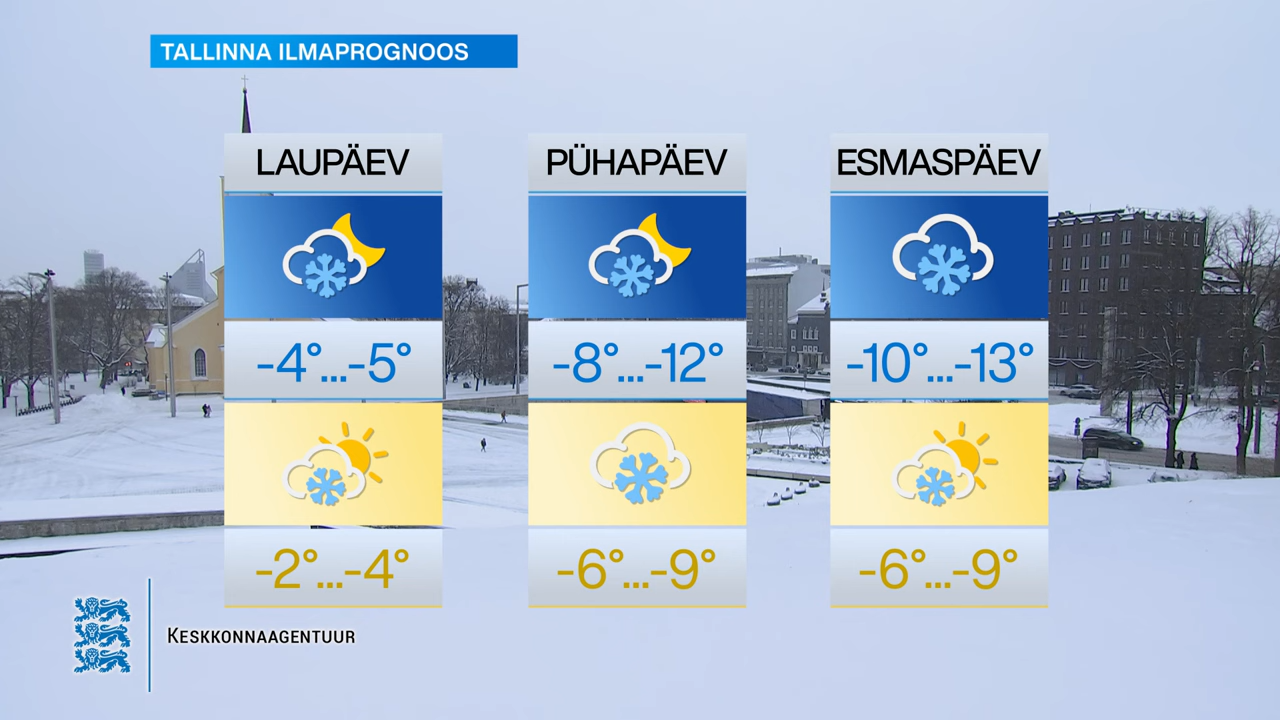 TALLINNA ILMAPROGNOOS
LAUPÄEV
-4°...-5°
-2°...-4°
PÜHAPÄEV
-8°...-12°
-6°...-9°
ESMASPÄEV
-10°...-13°
-6°...-9°
KESKKONNAAGENTUUR